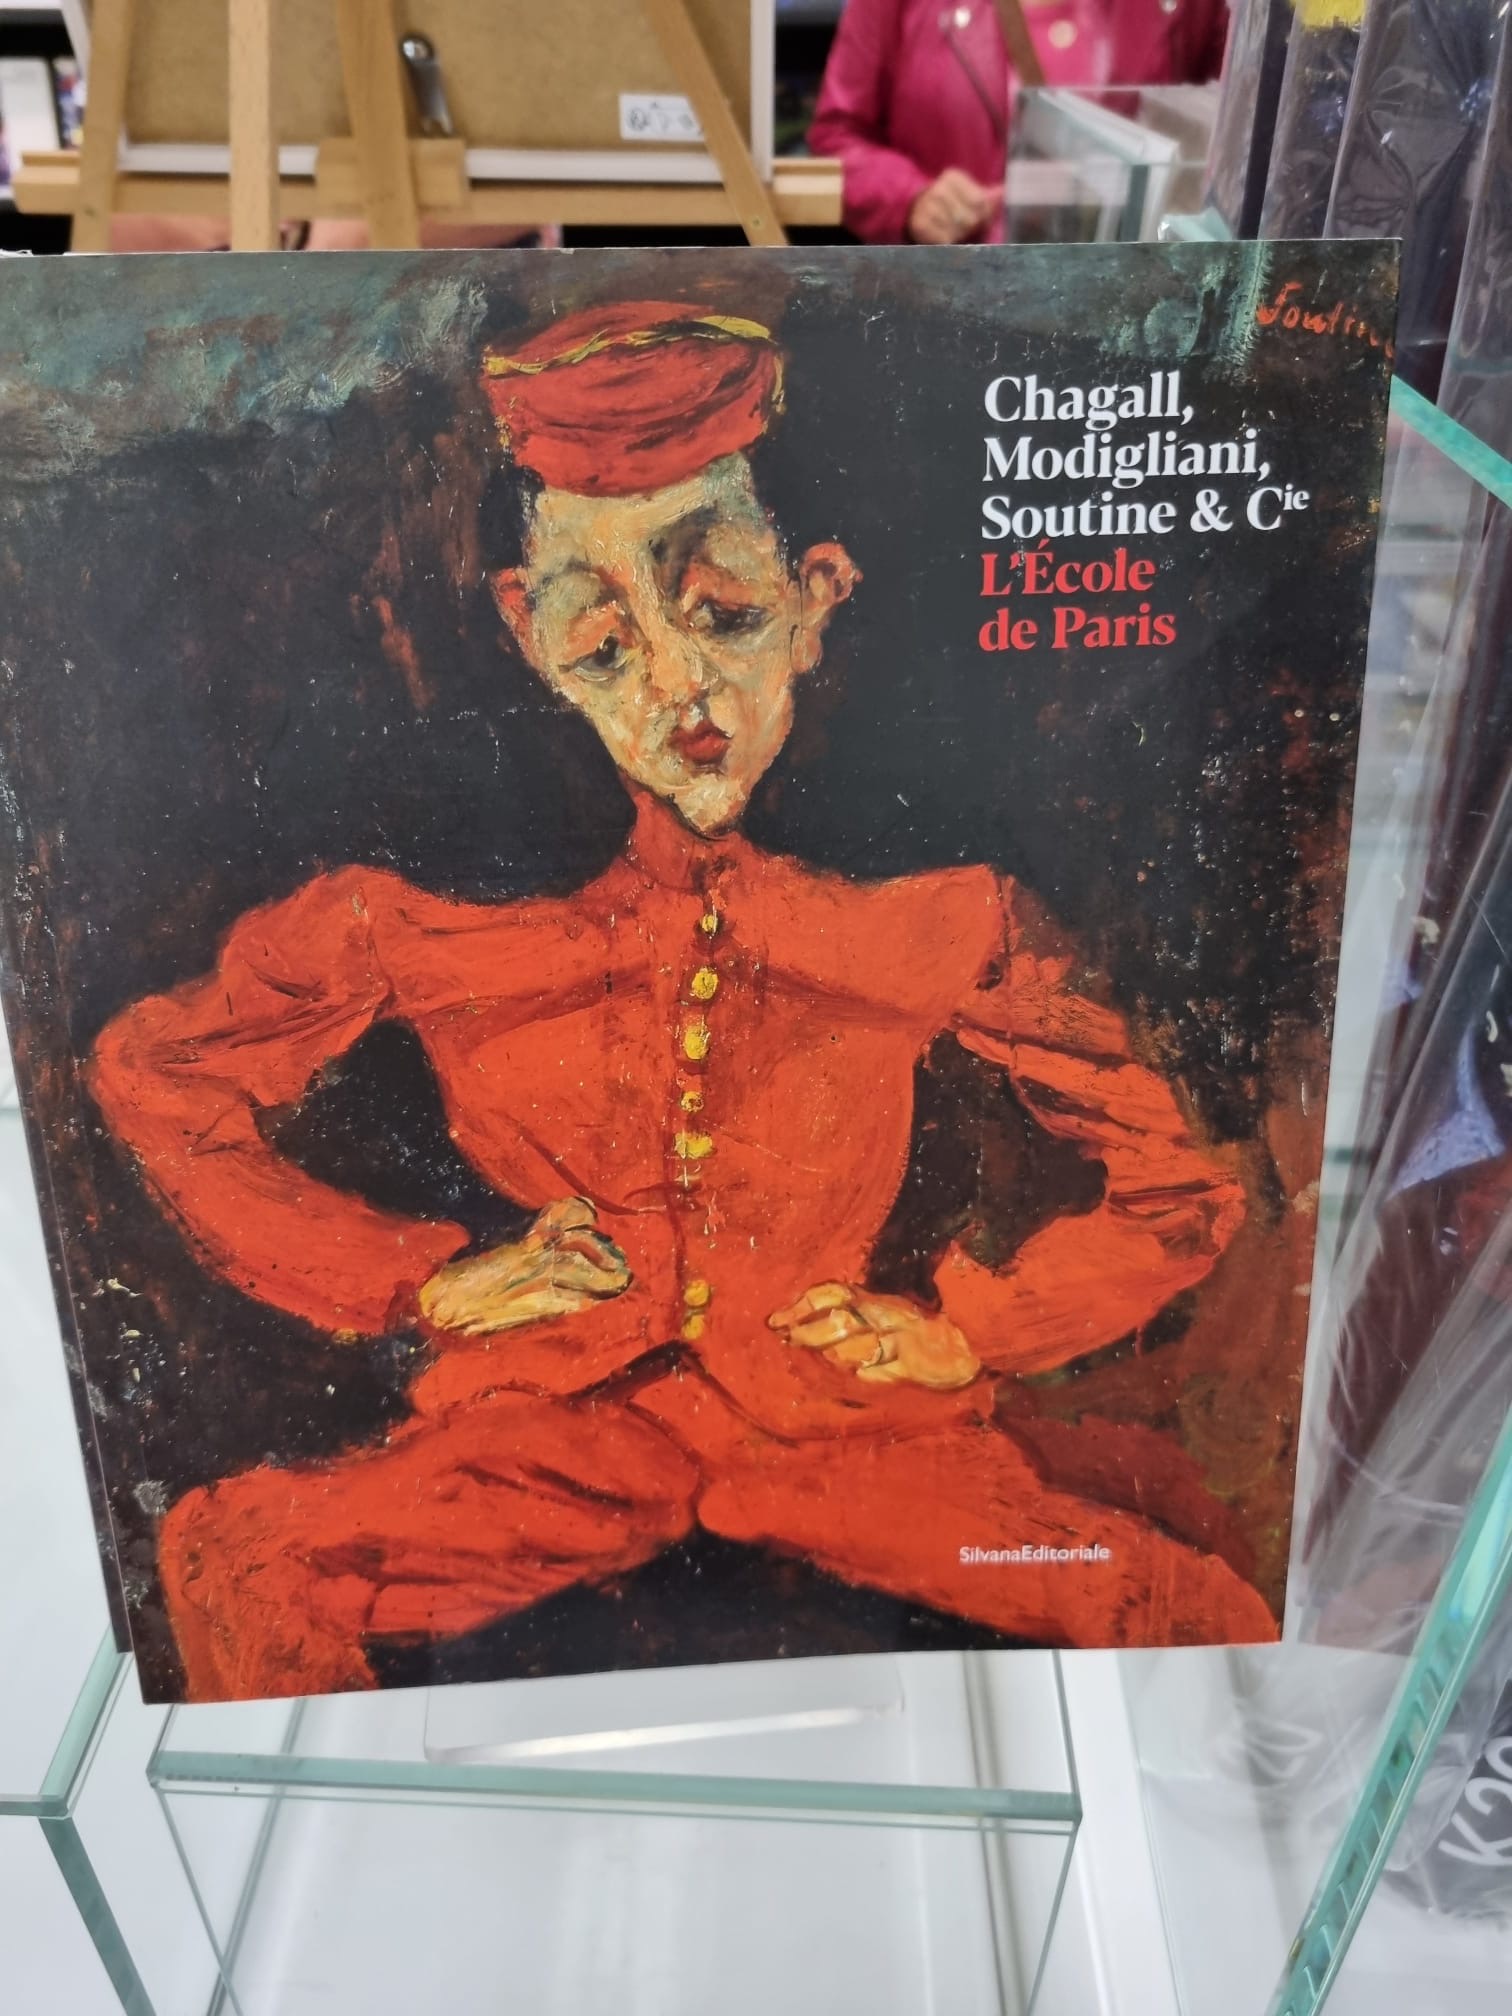 Soutine
Chagall,
Modigliani,
Soutine & Cie
L'École
de Paris
SilvanaEditoriale